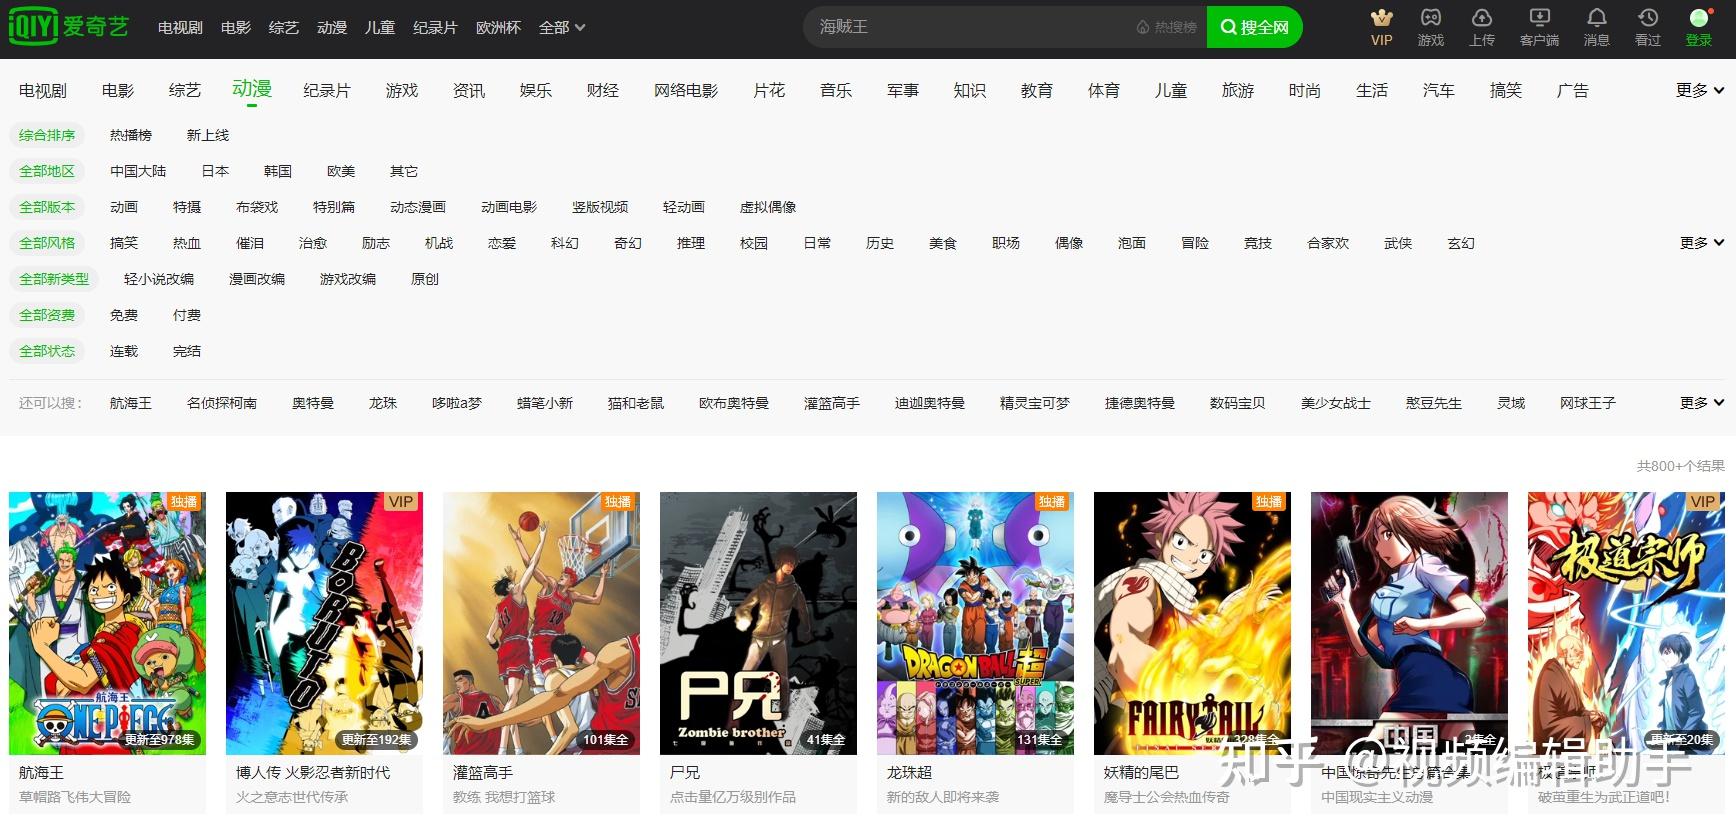 iQIYI 爱奇艺 电视剧 电影 综艺 动漫 儿童 纪录片 欧洲杯 全部 海贼王 热搜榜 搜全网 VIP 游戏 上传 客户端 消息 看过 登录
电视剧 电影 综艺 动漫 纪录片 游戏 资讯 娱乐 财经 网络电影 片花 音乐 军事 知识 教育 体育 儿童 旅游 时尚 生活 汽车 搞笑 广告 更多
综合排序 热播榜 新上线
全部地区 中国大陆 日本 韩国 欧美 其它
全部版本 动画 特摄 布袋戏 特别篇 动态漫画 动画电影 竖版视频 轻动画 虚拟偶像
全部风格 搞笑 热血 催泪 治愈 励志 机战 恋爱 科幻 奇幻 推理 校园 日常 历史 美食 职场 偶像 泡面 冒险 竞技 合家欢 武侠 玄幻 更多
全部新类型 轻小说改编 漫画改编 游戏改编 原创
全部资费 免费 付费
全部状态 连载 完结
还可以搜： 航海王 名侦探柯南 奥特曼 龙珠 哆啦a梦 蜡笔小新 猫和老鼠 欧布奥特曼 灌篮高手 迪迦奥特曼 精灵宝可梦 捷德奥特曼 数码宝贝 美少女战士 憨豆先生 灵域 网球王子 更多
共800+个结果
独播 VIP 独播 独播 独播 VIP
BORUTO
极道宗师
航海王
ONE PIECE
尸兄
Zombie brother
DRAGON BALL 超
SUPER
FAIRY TAIL
更新至978集 更新至192集 101集全 41集全 131集全 328集全 2集全 更新至20集
航海王 博人传 火影忍者新时代 灌篮高手 尸兄 龙珠超 妖精的尾巴
草帽路飞伟大冒险 火之意志世代传承 教练 我想打篮球 点击量亿万级别作品 新的敌人即将来袭 魔导士公会热血传奇 中国现实主义动漫 破茧重生为武正道吧!
知乎 @视频编辑助手